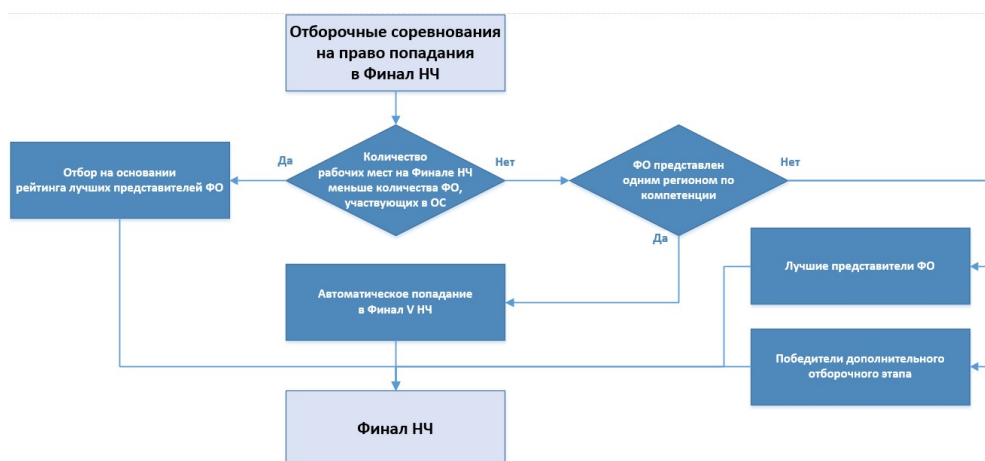 Отборочные соревнования
на право попадания
в Финал НЧ
Да
Количество
рабочих мест на Финале НЧ
меньше количества ФО,
участвующих в ОС
Нет
ФО представлен
одним регионом по
компетенции
Нет
Отбор на основании
рейтинга лучших представителей ФО
Да
Лучшие представители ФО
Автоматическое попадание
в Финал V НЧ
Победители дополнительного
отборочного этапа
Финал НЧ